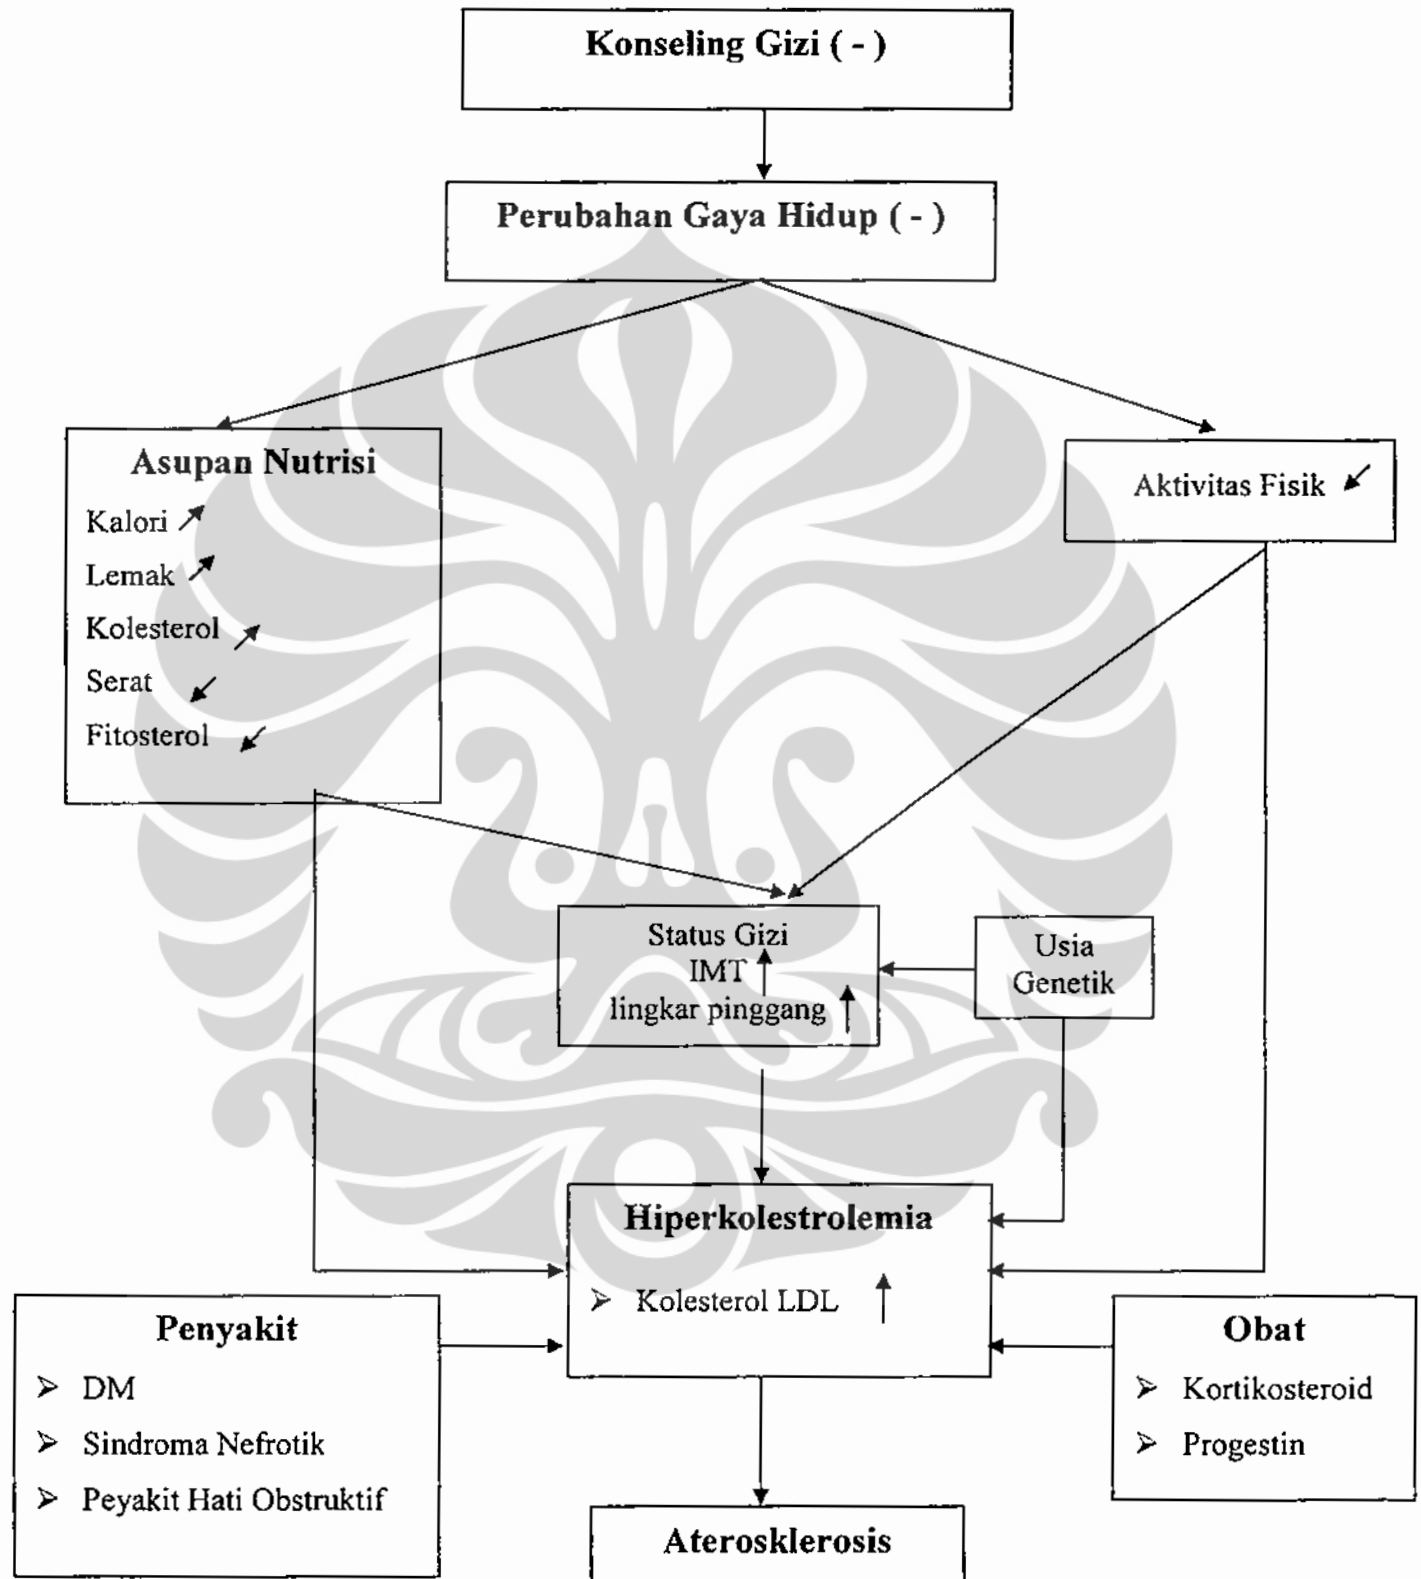 Konseling Gizi ( - )
Perubahan Gaya Hidup ( - )
Asupan Nutrisi
Kalori ↗
Lemak ↗
Kolesterol ↗
Serat ↙
Fitosterol ↙
Aktivitas Fisik ↙
Status Gizi
IMT ↑
lingkar pinggang ↑
Usia
Genetik
Hiperkolestrolemia
➢ Kolesterol LDL ↑
Penyakit
➢ DM
➢ Sindroma Nefrotik
➢ Peyakit Hati Obstruktif
Obat
➢ Kortikosteroid
➢ Progestin
Aterosklerosis